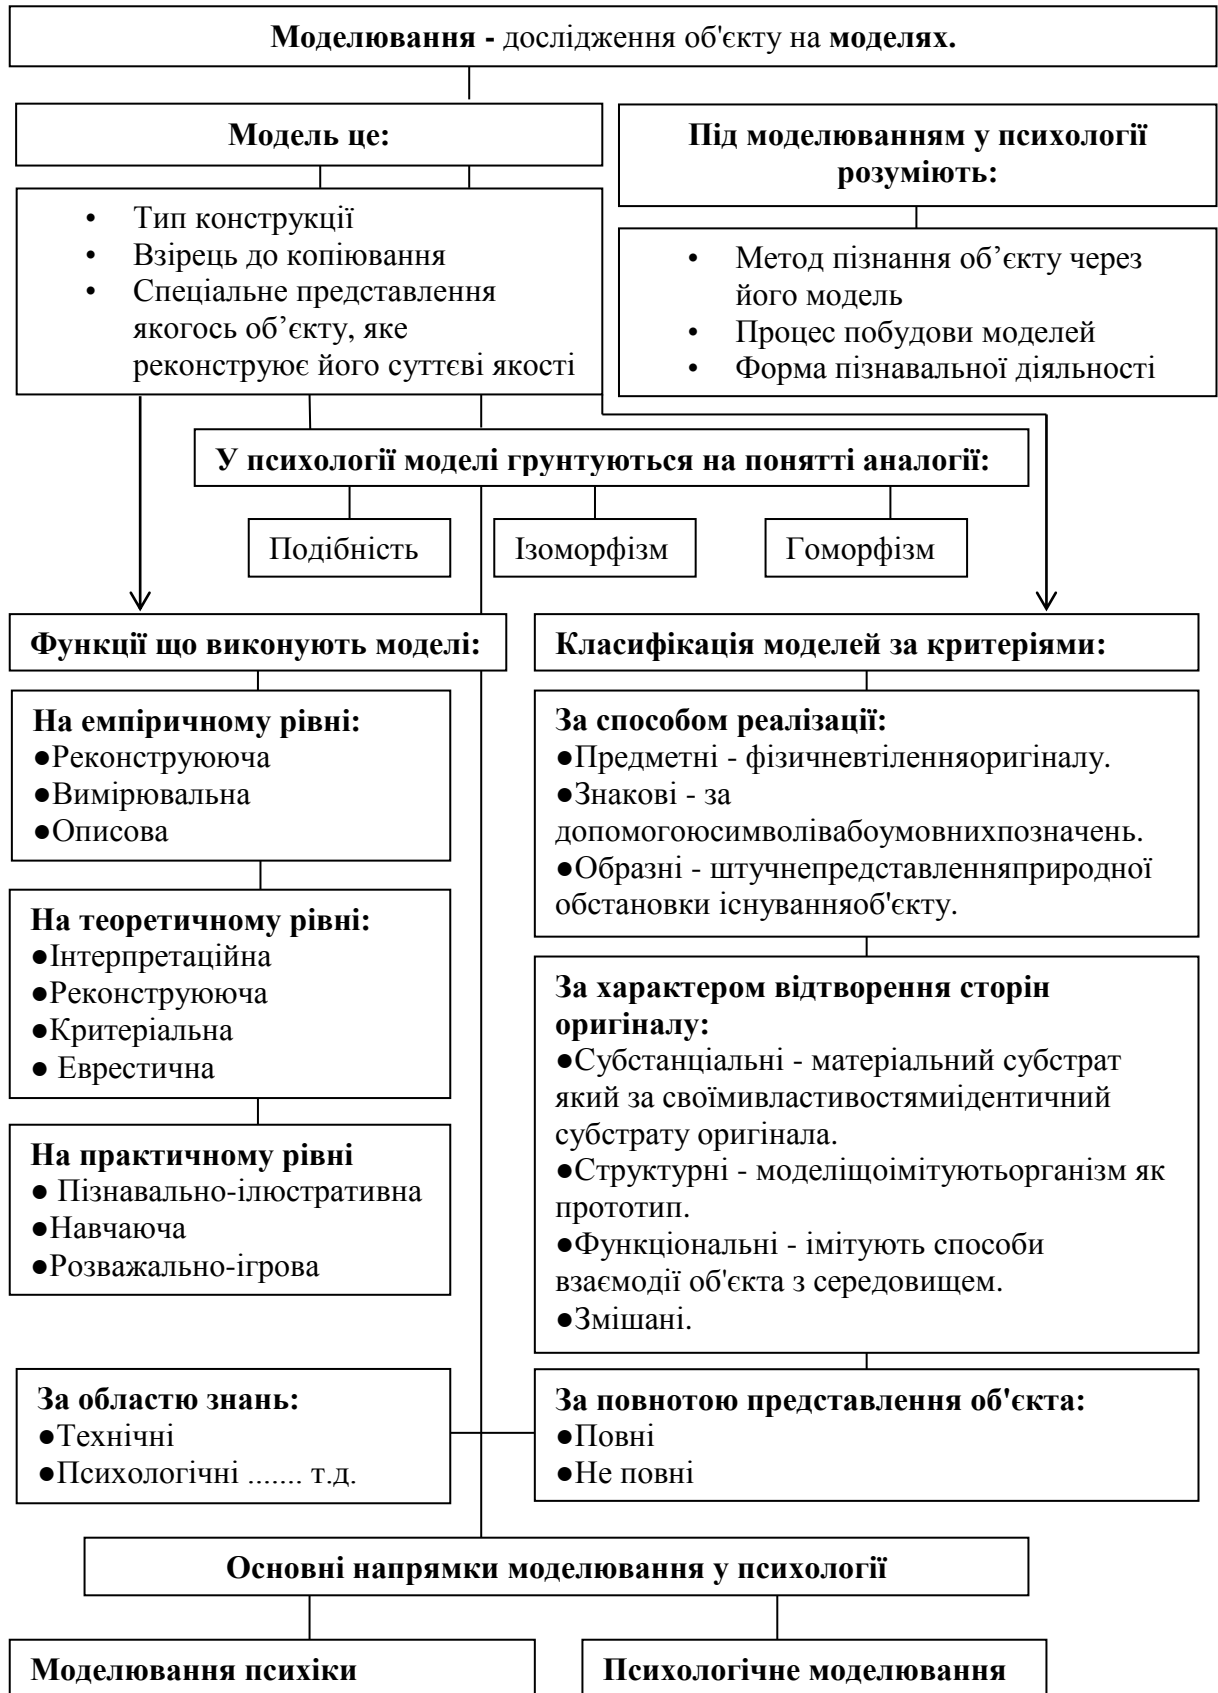 Моделювання - дослідження об'єкту на моделях.
Модель це:
Під моделюванням у психології
розуміють:
• Тип конструкції
• Взірець до копіювання
• Спеціальне представлення
якогось об’єкту, яке
реконструює його суттєві якості
• Метод пізнання об’єкту через
його модель
• Процес побудови моделей
• Форма пізнавальної діяльності
У психології моделі грунтуються на понятті аналогії:
Подібність
Ізоморфізм
Гоморфізм
Функції що виконують моделі:
На емпіричному рівні:
●Реконструююча
●Вимірювальна
●Описова
На теоретичному рівні:
●Інтерпретаційна
●Реконструююча
●Критеріальна
● Еврестична
На практичному рівні
● Пізнавально-ілюстративна
●Навчаюча
●Розважально-ігрова
Класифікація моделей за критеріями:
За способом реалізації:
●Предметні - фізичневтіленняоригіналу.
●Знакові - за
допомогоюсимволівабоумовнихпозначень.
●Образні - штучнепредставленняприродної
обстановки існуванняоб'єкту.
За характером відтворення сторін
оригіналу:
●Субстанціальні - матеріальний субстрат
який за своїмивластивостямиідентичний
субстрату оригінала.
●Структурні - моделіщоімітуютьорганізм як
прототип.
●Функціональні - імітують способи
взаємодії об'єкта з середовищем.
●Змішані.
За областю знань:
●Технічні
●Психологічні ....... т.д.
За повнотою представлення об'єкта:
●Повні
●Не повні
Основні напрямки моделювання у психології
Моделювання психіки
Психологічне моделювання